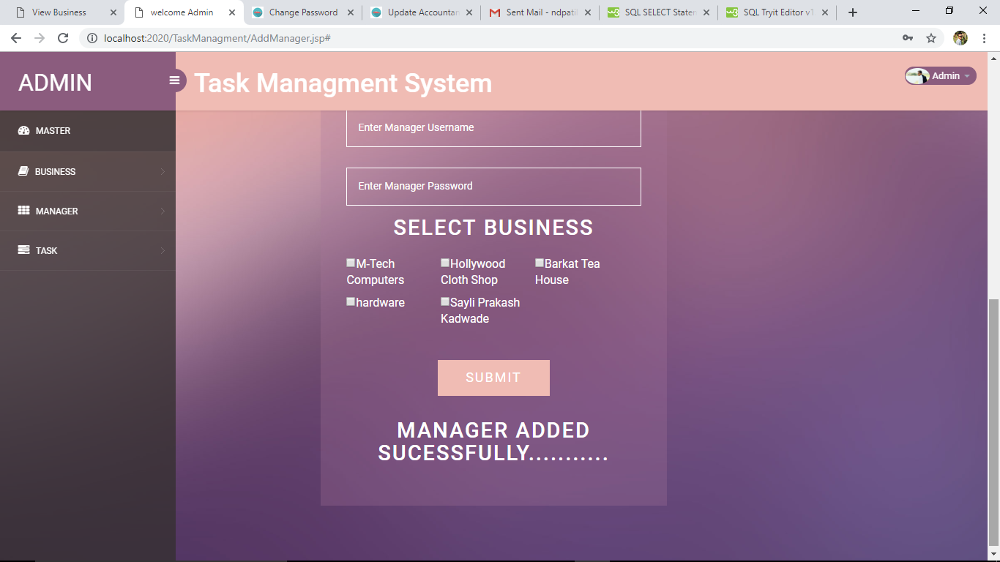 View Business
welcome Admin
Change Password
Update Accountan
Sent Mail - ndpatil
SQL SELECT Statem
SQL Tryit Editor v1
localhost:2020/TaskManagment/AddManager.jsp#
ADMIN
Task Managment System
Admin
MASTER
BUSINESS
MANAGER
TASK
Enter Manager Username
Enter Manager Password
SELECT BUSINESS
M-Tech
Computers
Hollywood
Cloth Shop
Barkat Tea
House
hardware
Sayli Prakash
Kadwade
SUBMIT
MANAGER ADDED
SUCESSFULLY...........